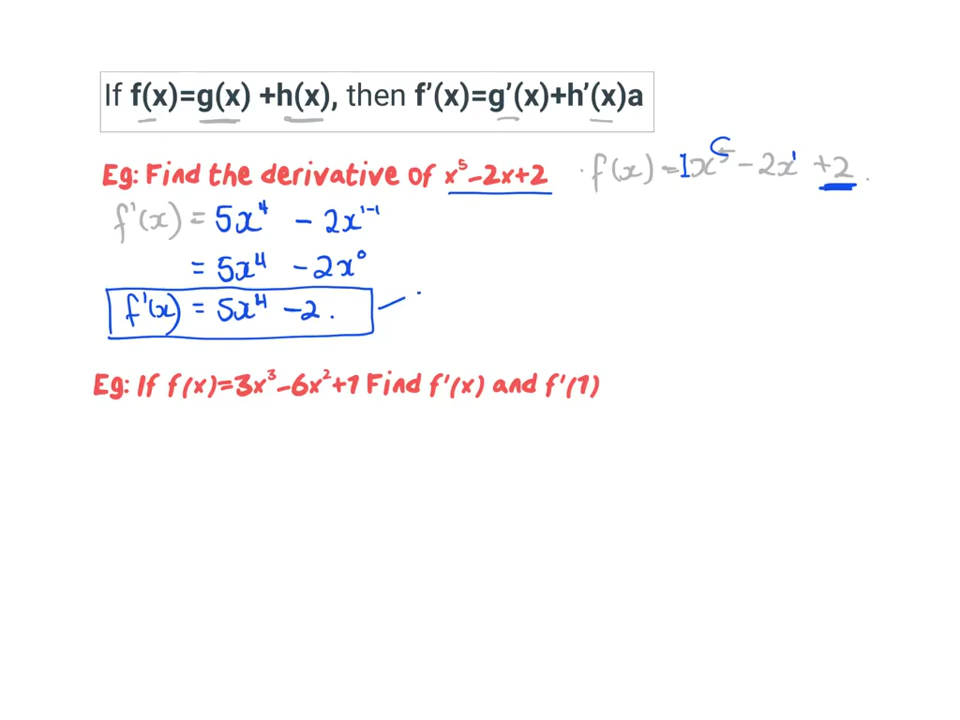 If f(x)=g(x) +h(x), then f'(x)=g'(x)+h'(x)a
Eg: Find the derivative of x⁵-2x+2
f(x) = 1x⁵ - 2x¹ + 2 .
f'(x) = 5x⁴ - 2x¹⁻¹
= 5x⁴ - 2x⁰
f'(x) = 5x⁴ - 2 .
Eg: If f(x)=3x³-6x²+1 Find f'(x) and f'(1)